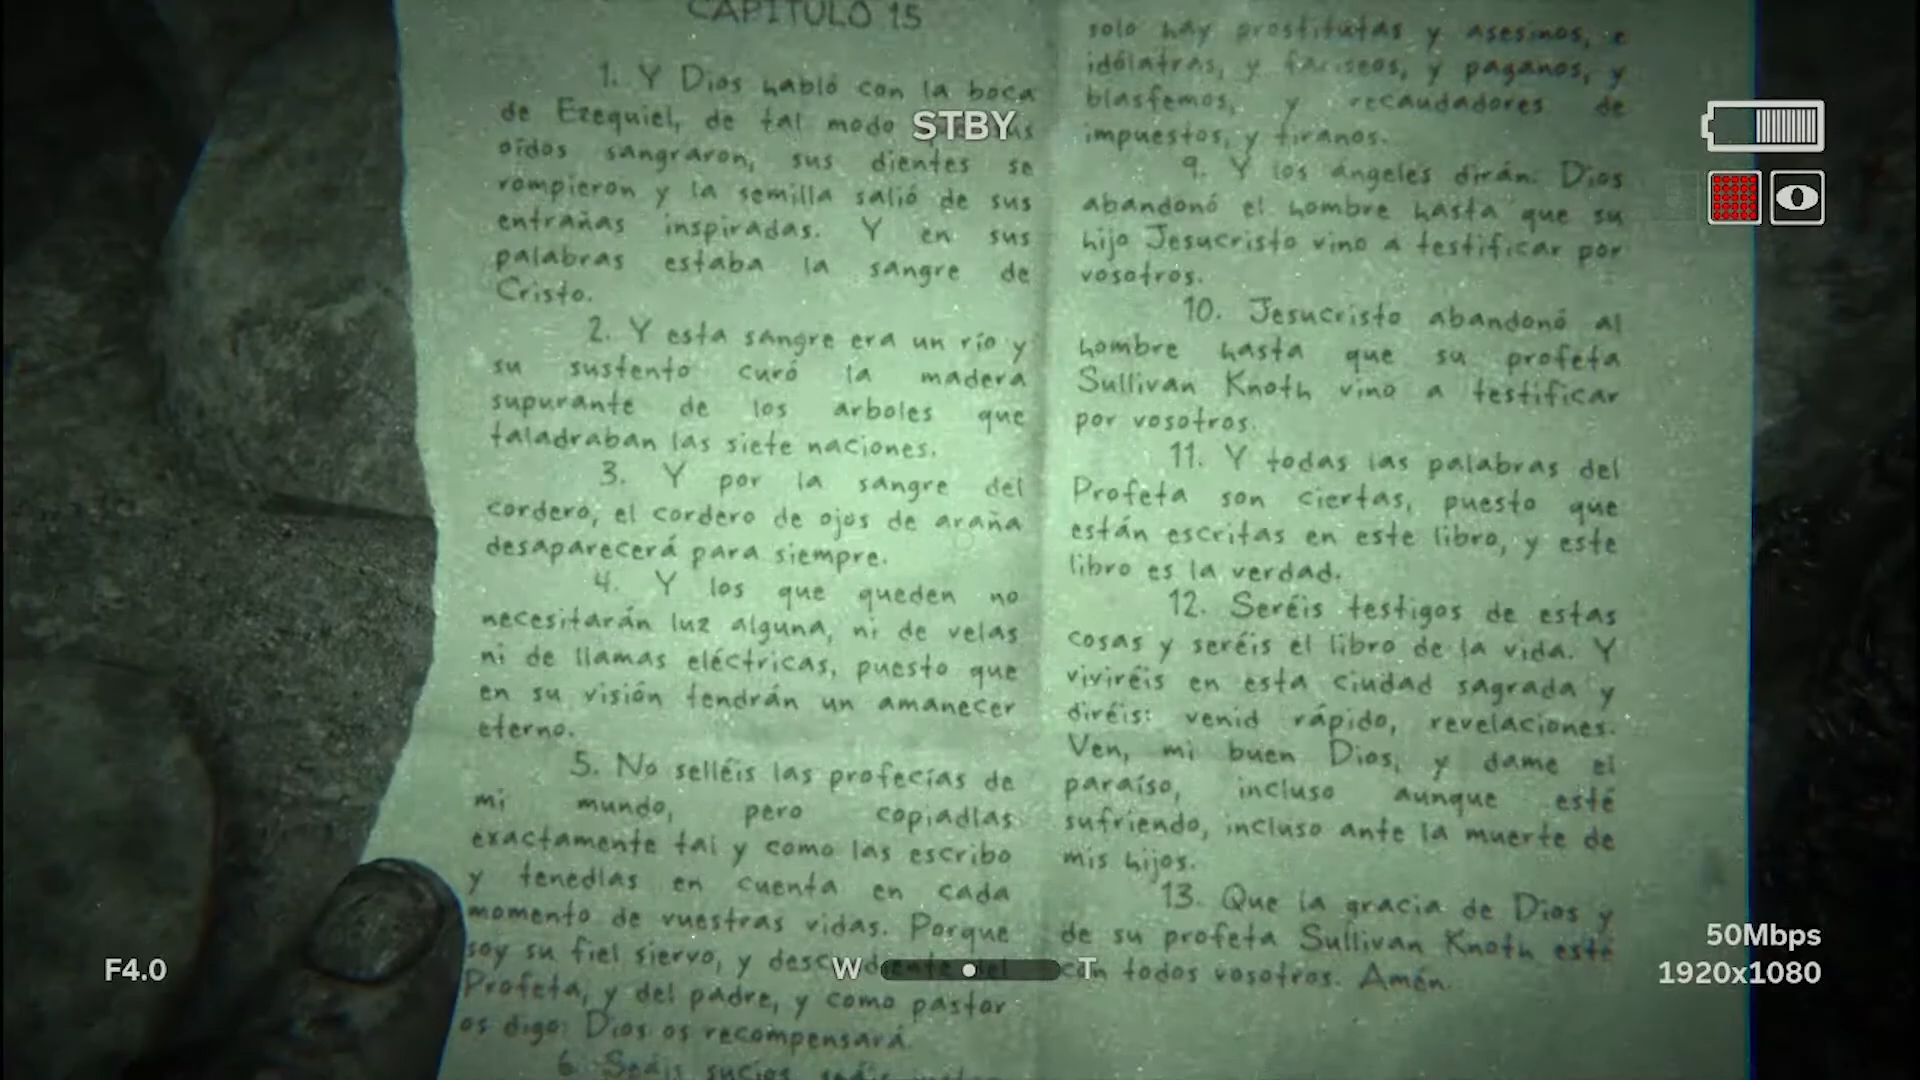 CAPÍTULO 15
1. Y Dios habló con la boca
de Ezequiel, de tal modo
oídos sangraron, sus dientes se
rompieron y la semilla salió de sus
entrañas inspiradas. Y en sus
palabras estaba la sangre de
Cristo.
2. Y esta sangre era un río y
su sustento curó la madera
supurante de los arboles que
taladraban las siete naciones.
3. Y por la sangre del
cordero, el cordero de ojos de araña
desaparecerá para siempre.
4. Y los que queden no
necesitarán luz alguna, ni de velas
ni de llamas eléctricas, puesto que
en su visión tendrán un amanecer
eterno.
5. No selléis las profecías de
mi mundo, pero copiadlas
exactamente tal y como las escribo
y tenedlas en cuenta en cada
momento de vuestras vidas. Porque
soy su fiel siervo, y descendiente del
Profeta, y del padre, y como pastor
os digo: Dios os recompensará.
6. Seáis sucios, seáis
solo hay prostitutas y asesinos, e
idólatras, y fariseos, y paganos, y
blasfemos, y recaudadores de
impuestos, y tiranos.
9. Y los ángeles dirán: Dios
abandonó el hombre hasta que su
hijo Jesucristo vino a testificar por
vosotros.
10. Jesucristo abandonó al
hombre hasta que su profeta
Sullivan Knoth vino a testificar
por vosotros.
11. Y todas las palabras del
Profeta son ciertas, puesto que
están escritas en este libro, y este
libro es la verdad.
12. Seréis testigos de estas
cosas y seréis el libro de la vida. Y
viviréis en esta ciudad sagrada y
diréis: venid rápido, revelaciones.
Ven, mi buen Dios, y dame el
paraíso, incluso aunque esté
sufriendo, incluso ante la muerte de
mis hijos.
13. Que la gracia de Dios y
de su profeta Sullivan Knoth esté
con todos vosotros. Amén.
STBY
F4.0
W
T
50Mbps
1920x1080